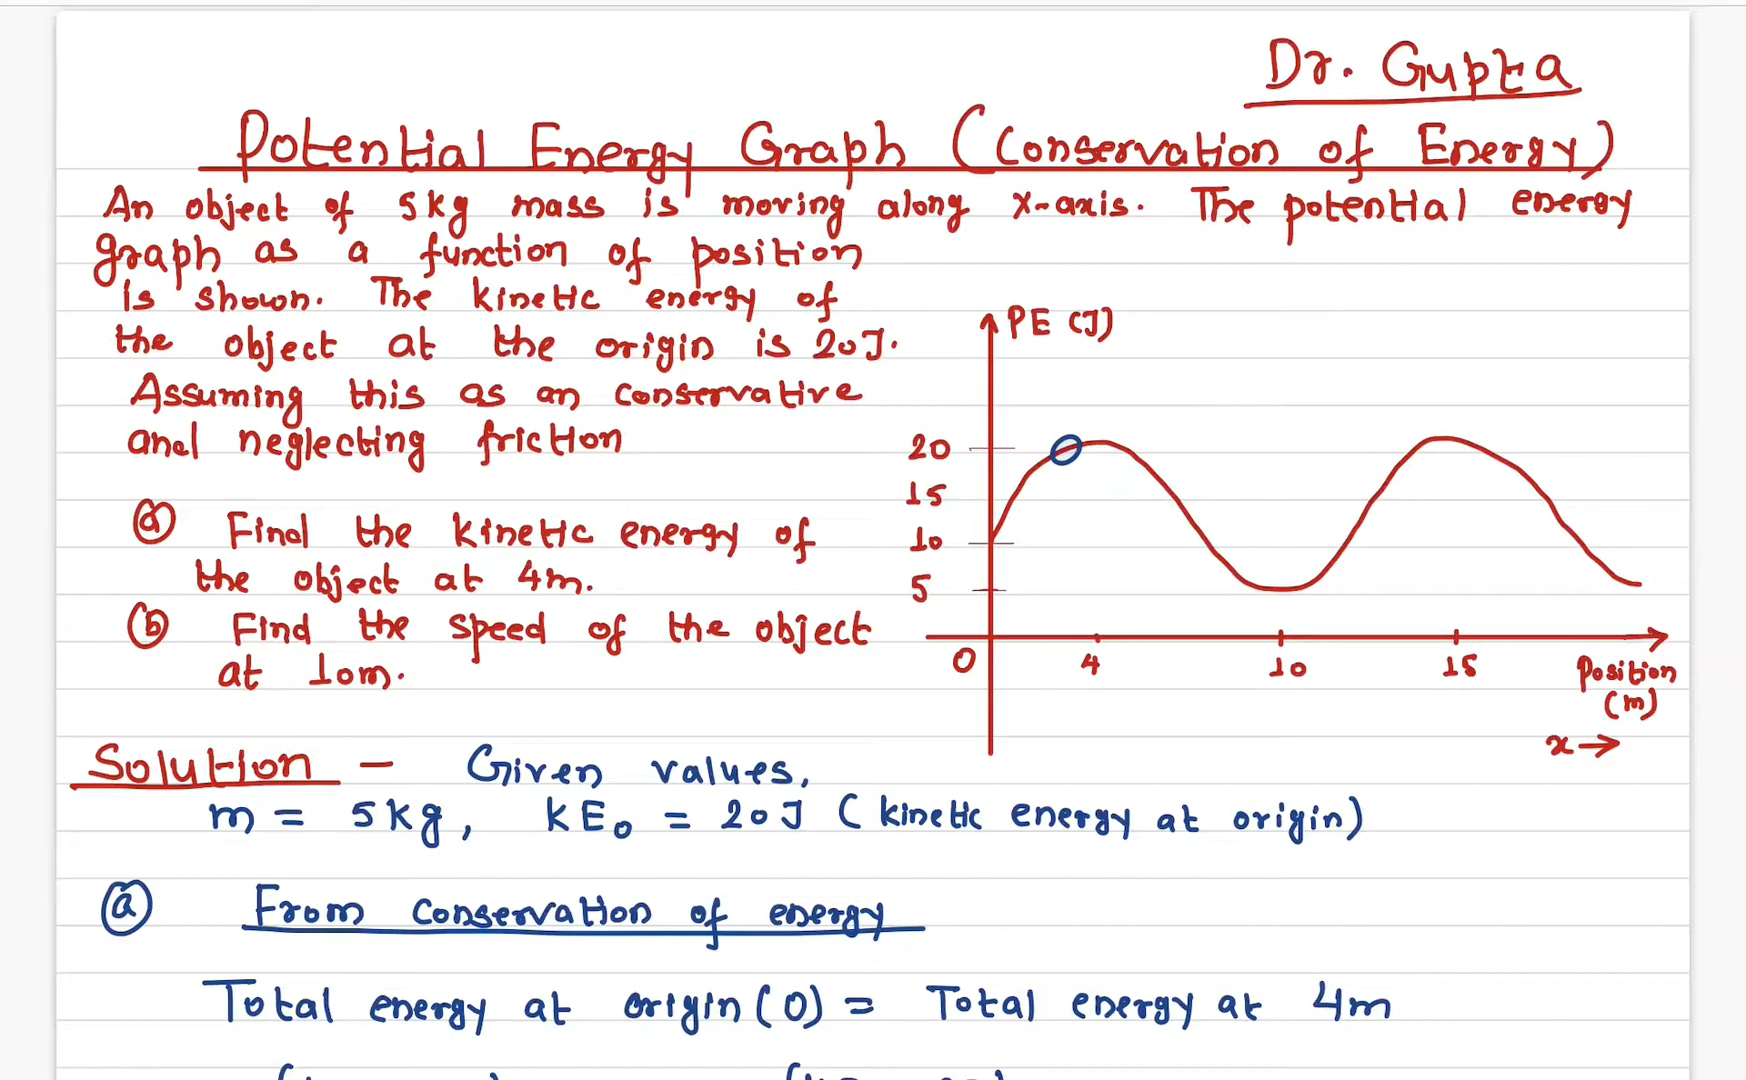 Dr. Gupta
Potential Energy Graph (Conservation of Energy)
An object of 5kg mass is moving along x-axis. The potential energy
graph as a function of position
is shown. The kinetic energy of
the object at the origin is 20J.
Assuming this as an conservative
and neglecting friction
(a) Find the kinetic energy of
the object at 4m.
(b) Find the speed of the object
at 10m.
PE (J)
20
15
10
5
0 4 10 15 Position
(m)
x →
Solution - Given values,
m = 5kg, KE₀ = 20J (kinetic energy at origin)
(a) From conservation of energy
Total energy at origin(0) = Total energy at 4m